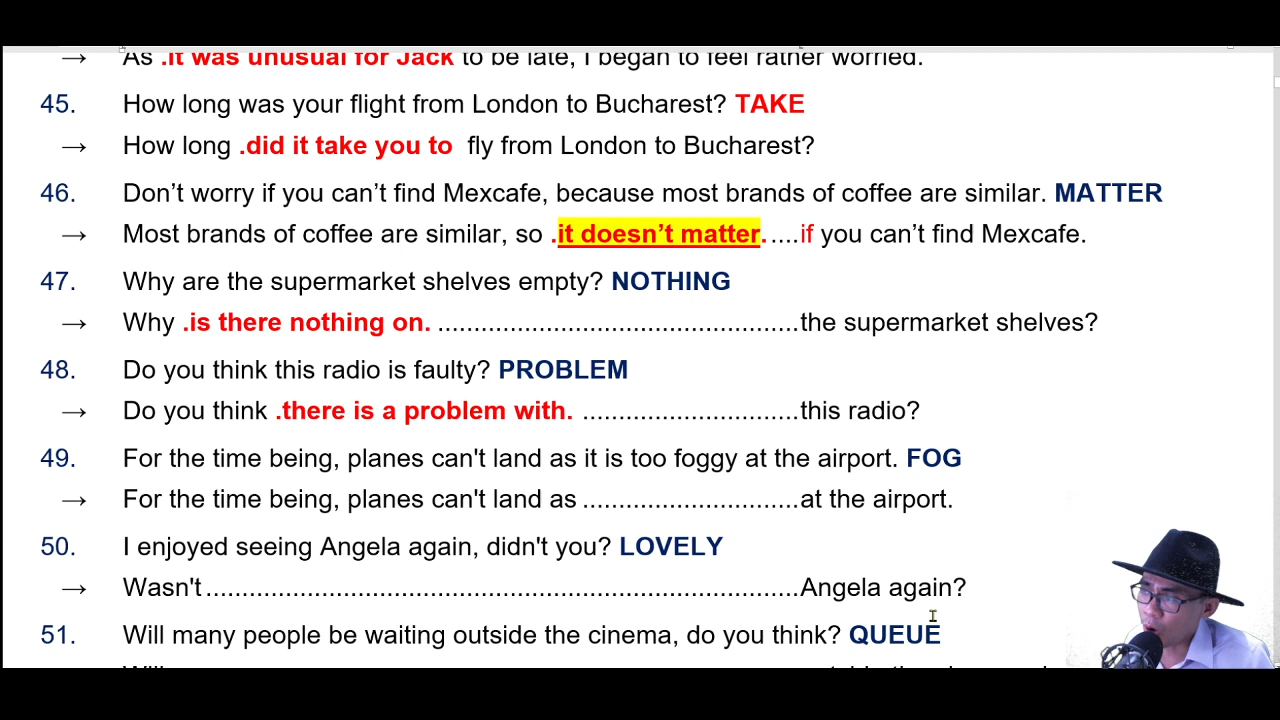 → As .it was unusual for Jack to be late, I began to feel rather worried.
45. How long was your flight from London to Bucharest? TAKE
→ How long .did it take you to fly from London to Bucharest?
46. Don’t worry if you can’t find Mexcafe, because most brands of coffee are similar. MATTER
→ Most brands of coffee are similar, so .it doesn’t matter.....if you can’t find Mexcafe.
47. Why are the supermarket shelves empty? NOTHING
→ Why .is there nothing on. ..................................................the supermarket shelves?
48. Do you think this radio is faulty? PROBLEM
→ Do you think .there is a problem with. ..............................this radio?
49. For the time being, planes can't land as it is too foggy at the airport. FOG
→ For the time being, planes can't land as ..............................at the airport.
50. I enjoyed seeing Angela again, didn't you? LOVELY
→ Wasn't..................................................................................Angela again?
51. Will many people be waiting outside the cinema, do you think? QUEUE